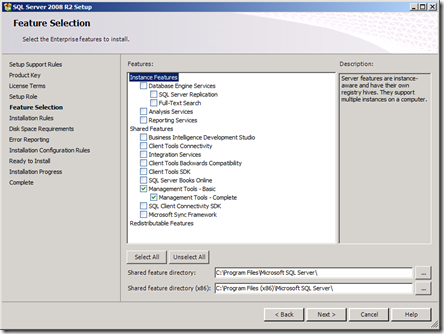 SQL Server 2008 R2 Setup
Feature Selection
Select the Enterprise features to install.
Setup Support Rules
Product Key
License Terms
Setup Role
Feature Selection
Installation Rules
Disk Space Requirements
Error Reporting
Installation Configuration Rules
Ready to Install
Installation Progress
Complete
Features:
Instance Features
Database Engine Services
SQL Server Replication
Full-Text Search
Analysis Services
Reporting Services
Shared Features
Business Intelligence Development Studio
Client Tools Connectivity
Integration Services
Client Tools Backwards Compatibility
Client Tools SDK
SQL Server Books Online
Management Tools - Basic
Management Tools - Complete
SQL Client Connectivity SDK
Microsoft Sync Framework
Redistributable Features
Description:
Server features are instance-
aware and have their own
registry hives. They support
multiple instances on a computer.
Select All
Unselect All
Shared feature directory:
C:\Program Files\Microsoft SQL Server\
...
Shared feature directory (x86):
C:\Program Files (x86)\Microsoft SQL Server\
...
< Back
Next >
Cancel
Help